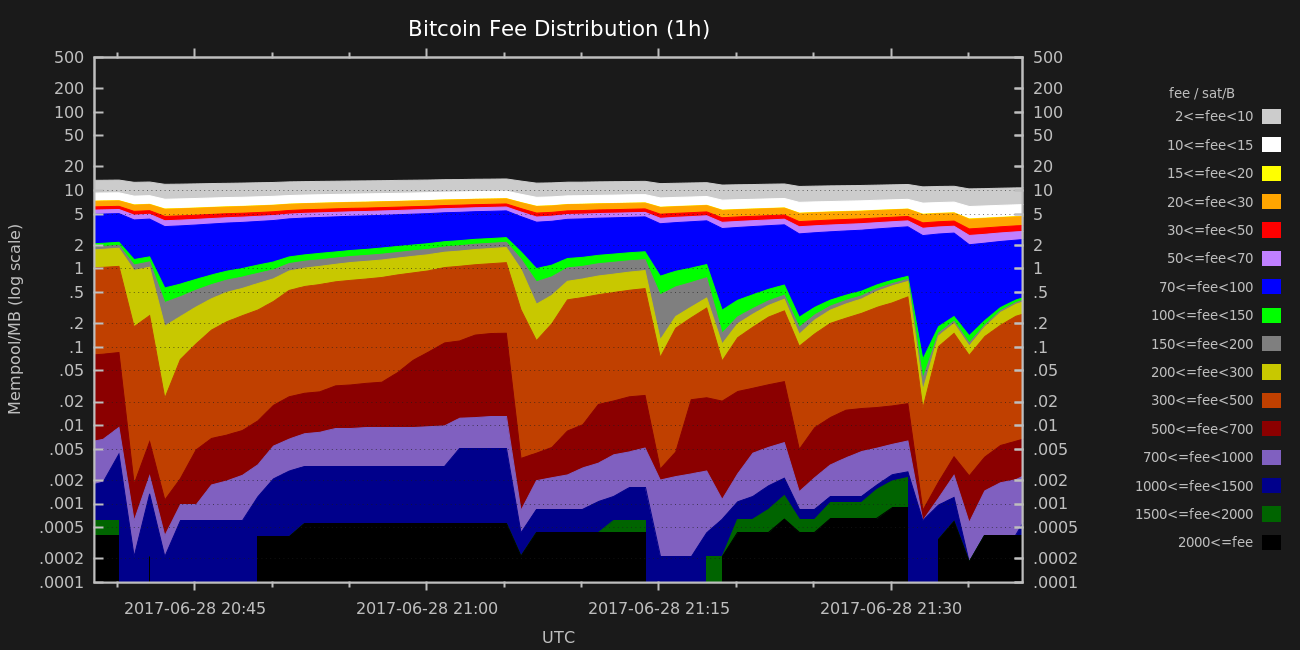 Bitcoin Fee Distribution (1h)
500 500
200 200
100 100
50 50
20 20
10 10
5 5
2 2
1 1
.5 .5
.2 .2
.1 .1
.05 .05
.02 .02
.01 .01
.005 .005
.002 .002
.001 .001
.0005 .0005
.0002 .0002
.0001 .0001
Mempool/MB (log scale)
2017-06-28 20:45 2017-06-28 21:00 2017-06-28 21:15 2017-06-28 21:30
UTC
fee / sat/B
2<=fee<10
10<=fee<15
15<=fee<20
20<=fee<30
30<=fee<50
50<=fee<70
70<=fee<100
100<=fee<150
150<=fee<200
200<=fee<300
300<=fee<500
500<=fee<700
700<=fee<1000
1000<=fee<1500
1500<=fee<2000
2000<=fee